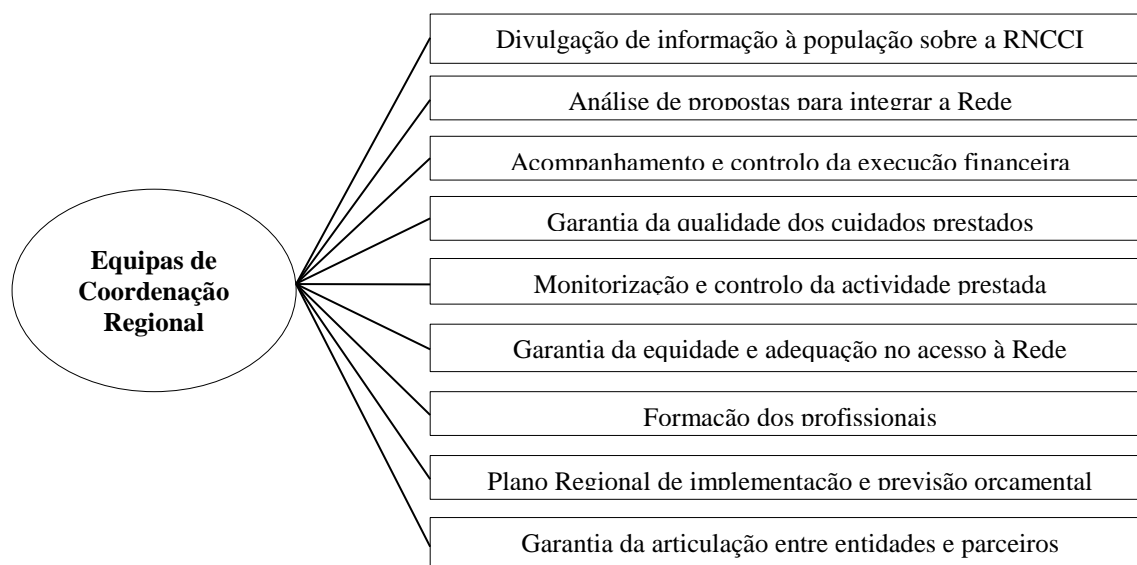 Divulgação de informação à população sobre a RNCCI
Análise de propostas para integrar a Rede
Acompanhamento e controlo da execução financeira
Garantia da qualidade dos cuidados prestados
Equipas de
Coordenação
Regional
Monitorização e controlo da actividade prestada
Garantia da equidade e adequação no acesso à Rede
Formação dos profissionais
Plano Regional de implementação e previsão orçamental
Garantia da articulação entre entidades e parceiros